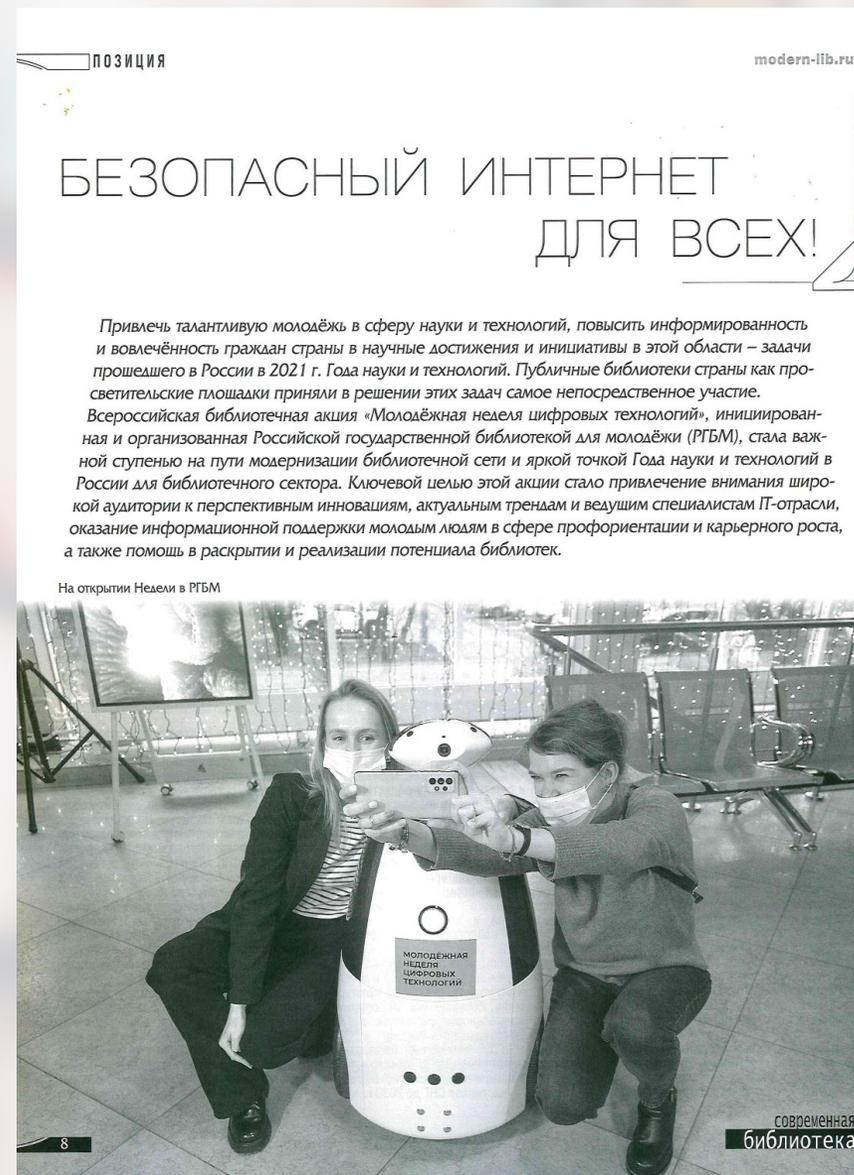 ПОЗИЦИЯ
modern-lib.ru
БЕЗОПАСНЫЙ ИНТЕРНЕТ
ДЛЯ ВСЕХ!
Привлечь талантливую молодёжь в сферу науки и технологий, повысить информированность
и вовлечённость граждан страны в научные достижения и инициативы в этой области – задачи
прошедшего в России в 2021 г. Года науки и технологий. Публичные библиотеки страны как про-
светительские площадки приняли в решении этих задач самое непосредственное участие.
Всероссийская библиотечная акция «Молодёжная неделя цифровых технологий», инициирован-
ная и организованная Российской государственной библиотекой для молодёжи (РГБМ), стала важ-
ной ступенью на пути модернизации библиотечной сети и яркой точкой Года науки и технологий в
России для библиотечного сектора. Ключевой целью этой акции стало привлечение внимания широ-
кой аудитории к перспективным инновациям, актуальным трендам и ведущим специалистам IT-отрасли,
оказание информационной поддержки молодым людям в сфере профориентации и карьерного роста,
а также помощь в раскрытии и реализации потенциала библиотек.
На открытии Недели в РГБМ
МОЛОДЁЖНАЯ
НЕДЕЛЯ
ЦИФРОВЫХ
ТЕХНОЛОГИЙ
8
современная
библиотека